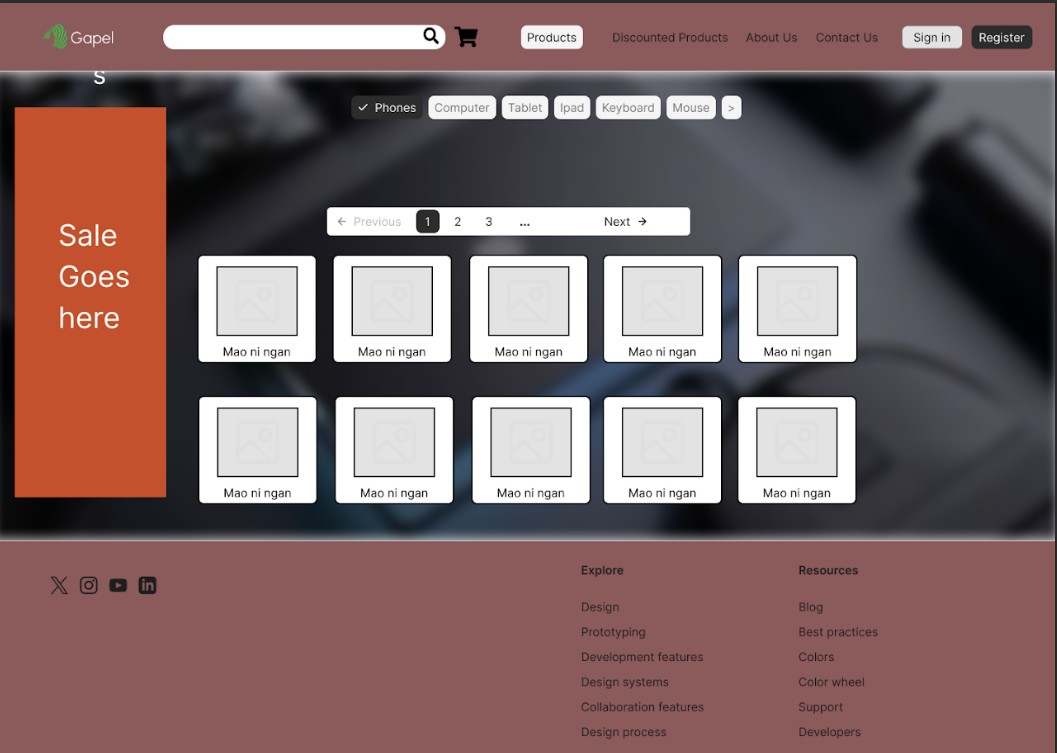 Gapel
Products Discounted Products About Us Contact Us Sign in Register
s
✓ Phones Computer Tablet Ipad Keyboard Mouse >
Sale
Goes
here
← Previous 1 2 3 ... Next →
Mao ni ngan Mao ni ngan Mao ni ngan Mao ni ngan Mao ni ngan
Mao ni ngan Mao ni ngan Mao ni ngan Mao ni ngan Mao ni ngan
Explore
Design
Prototyping
Development features
Design systems
Collaboration features
Design process
Resources
Blog
Best practices
Colors
Color wheel
Support
Developers